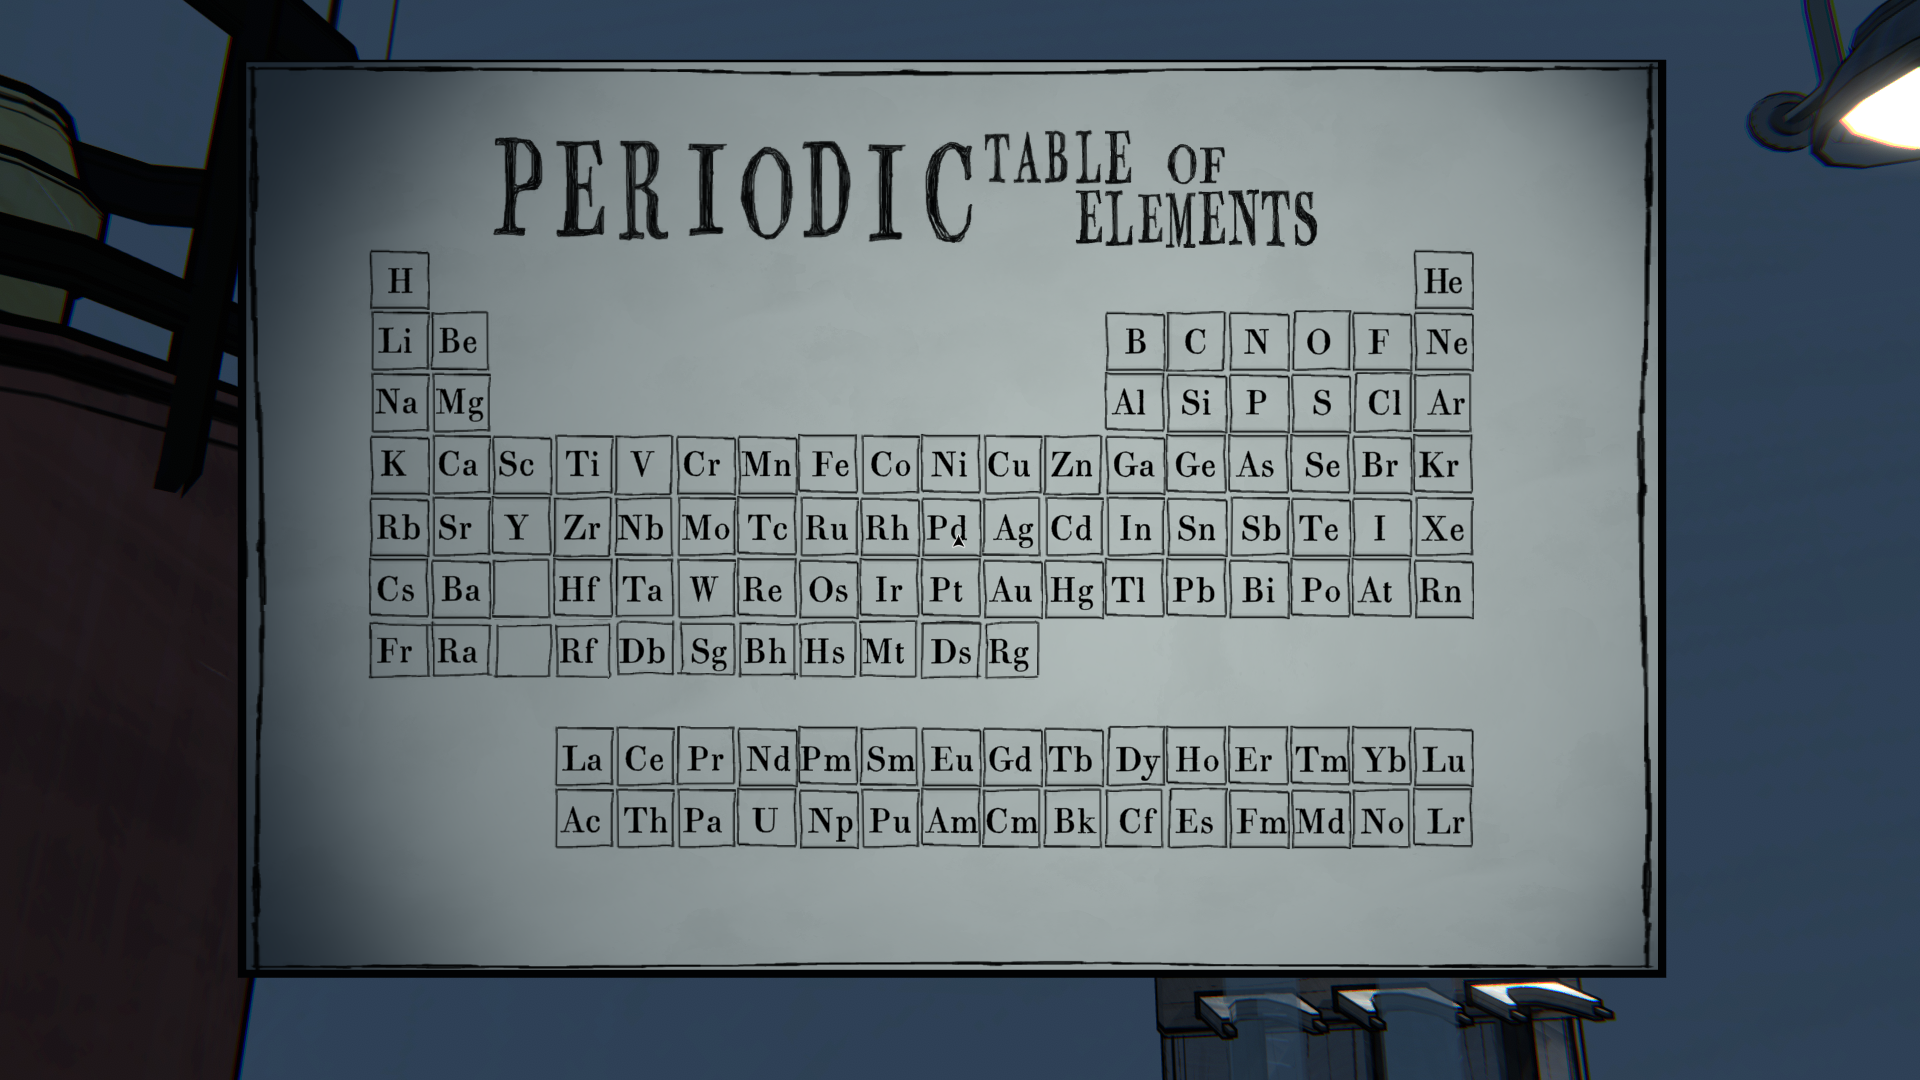 PERIODIC TABLE OF ELEMENTS
H He
Li Be B C N O F Ne
Na Mg Al Si P S Cl Ar
K Ca Sc Ti V Cr Mn Fe Co Ni Cu Zn Ga Ge As Se Br Kr
Rb Sr Y Zr Nb Mo Tc Ru Rh Pd Ag Cd In Sn Sb Te I Xe
Cs Ba Hf Ta W Re Os Ir Pt Au Hg Tl Pb Bi Po At Rn
Fr Ra Rf Db Sg Bh Hs Mt Ds Rg
La Ce Pr Nd Pm Sm Eu Gd Tb Dy Ho Er Tm Yb Lu
Ac Th Pa U Np Pu Am Cm Bk Cf Es Fm Md No Lr